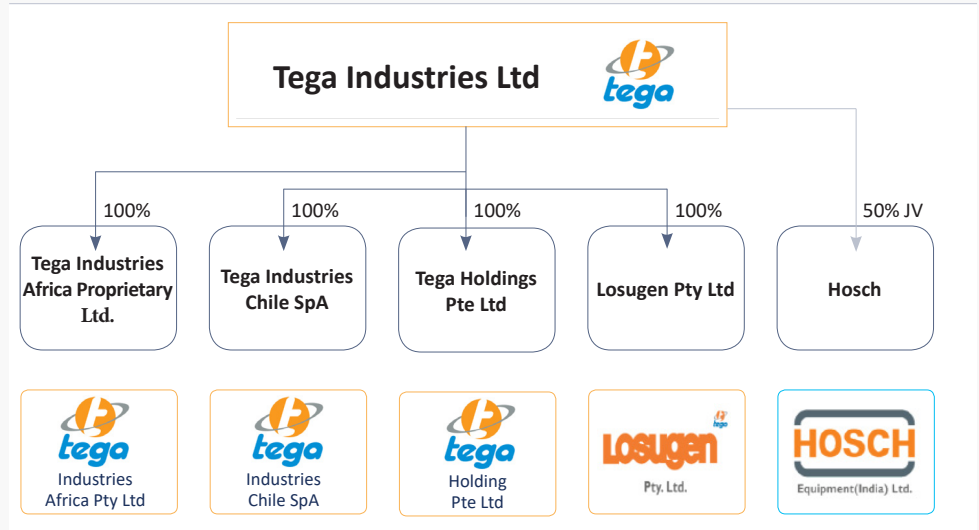 Tega Industries Ltd
tega
100%
100%
100%
100%
50% JV
Tega Industries
Africa Proprietary
Ltd.
Tega Industries
Chile SpA
Tega Holdings
Pte Ltd
Losugen Pty Ltd
Hosch
tega
Industries
Africa Pty Ltd
tega
Industries
Chile SpA
tega
Holding
Pte Ltd
tega
Losugen
Pty. Ltd.
HOSCH
Equipment(India) Ltd.